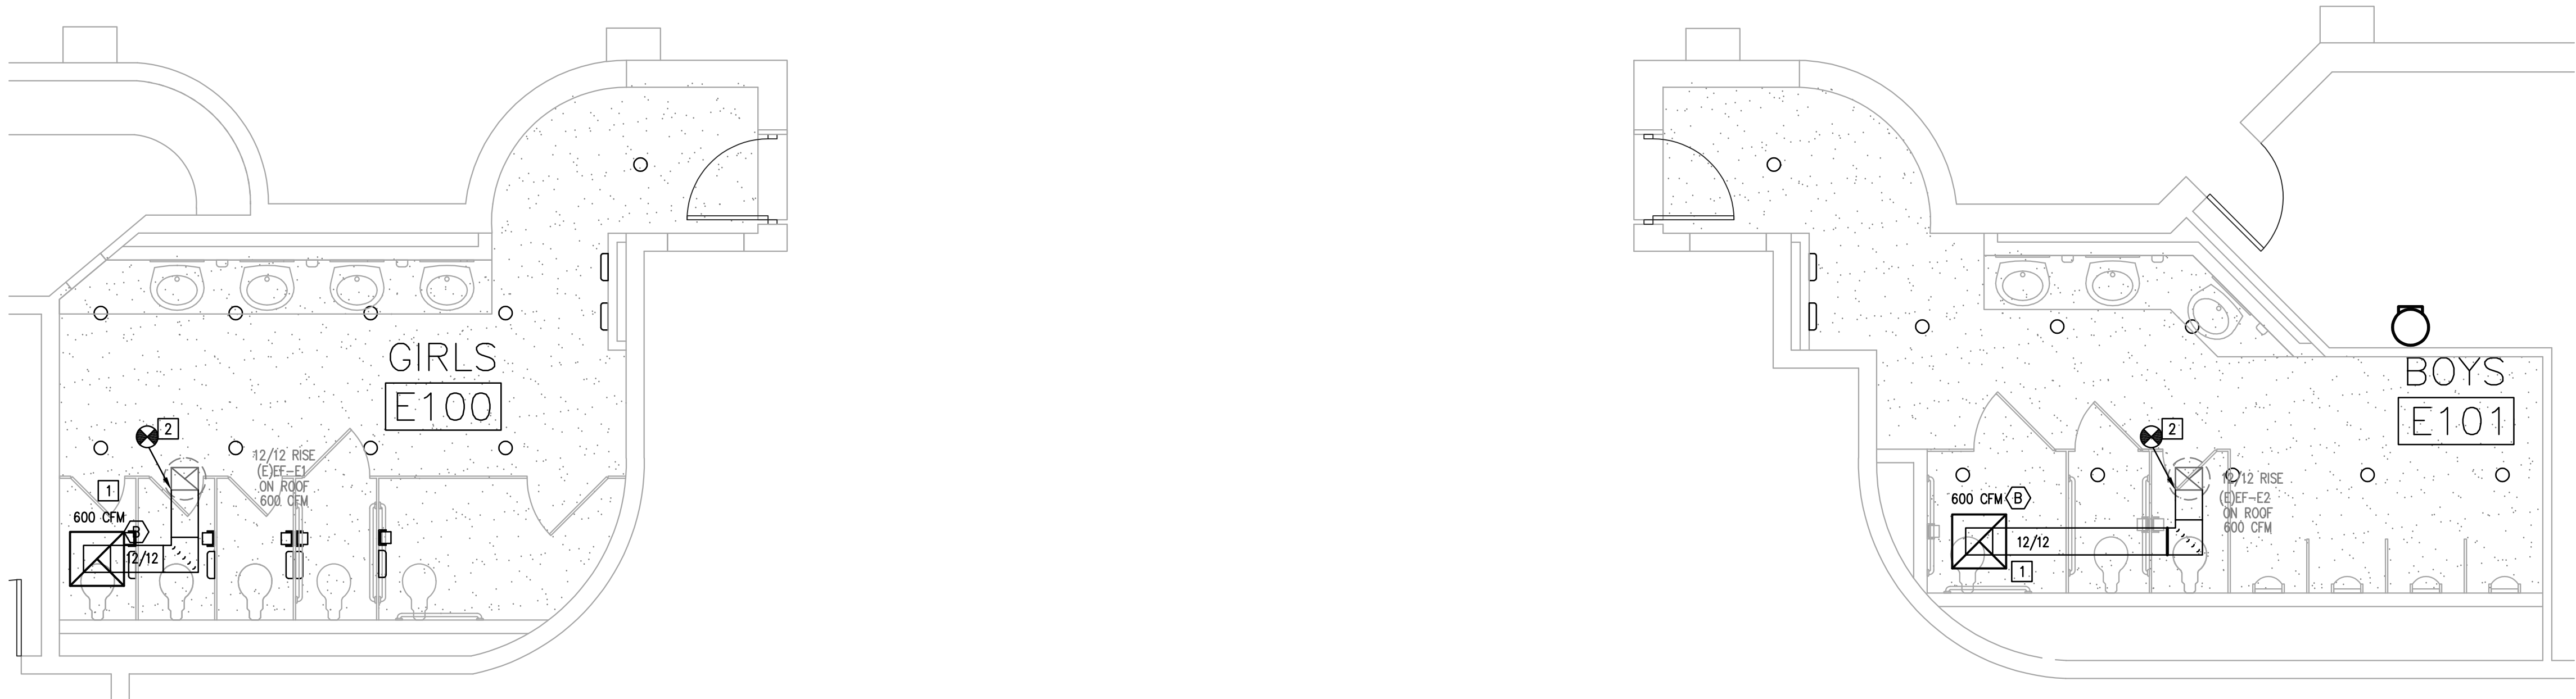 GIRLS
E100
2
12/12 RISE
(E)EF-E1
ON ROOF
600 CFM
1
600 CFM
B
12/12
BOYS
E101
2
12/12 RISE
(E)EF-E2
ON ROOF
600 CFM
600 CFM B
12/12
1